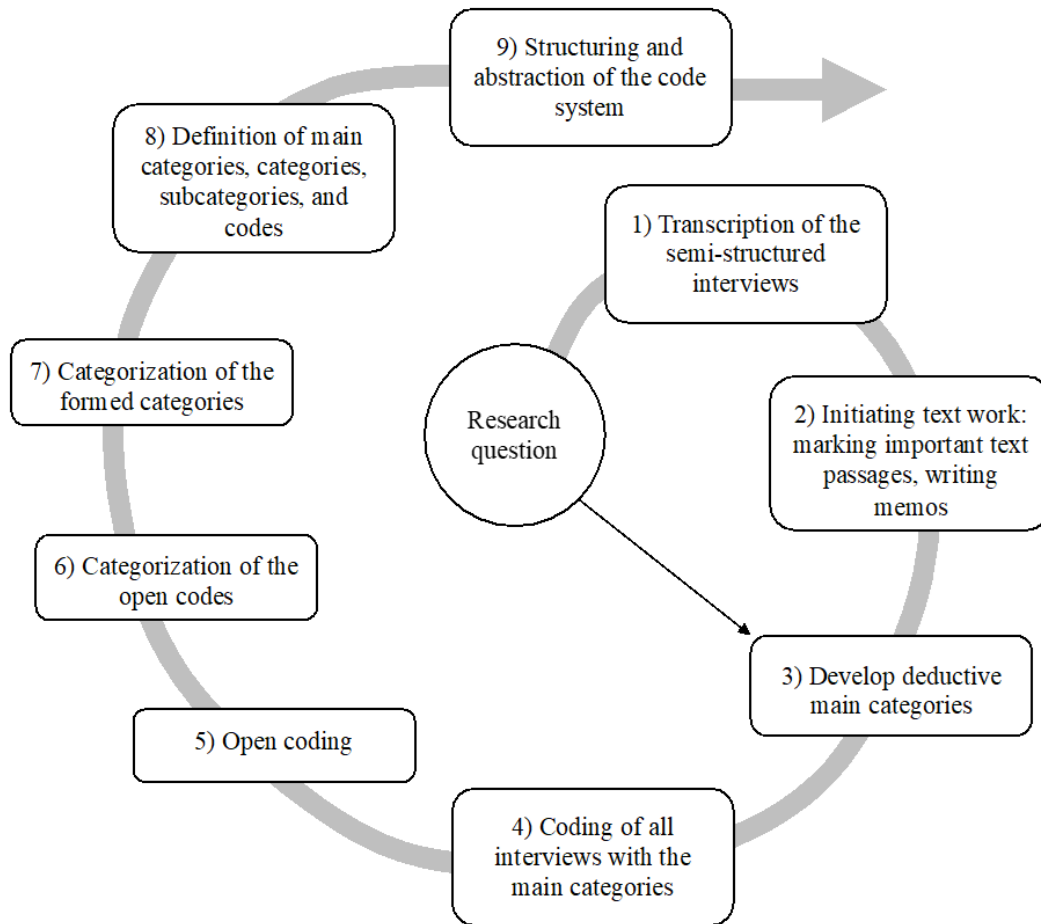 9) Structuring and
abstraction of the code
system
8) Definition of main
categories, categories,
subcategories, and
codes
1) Transcription of the
semi-structured
interviews
7) Categorization of the
formed categories
Research
question
2) Initiating text work:
marking important text
passages, writing
memos
6) Categorization of the
open codes
3) Develop deductive
main categories
5) Open coding
4) Coding of all
interviews with the
main categories